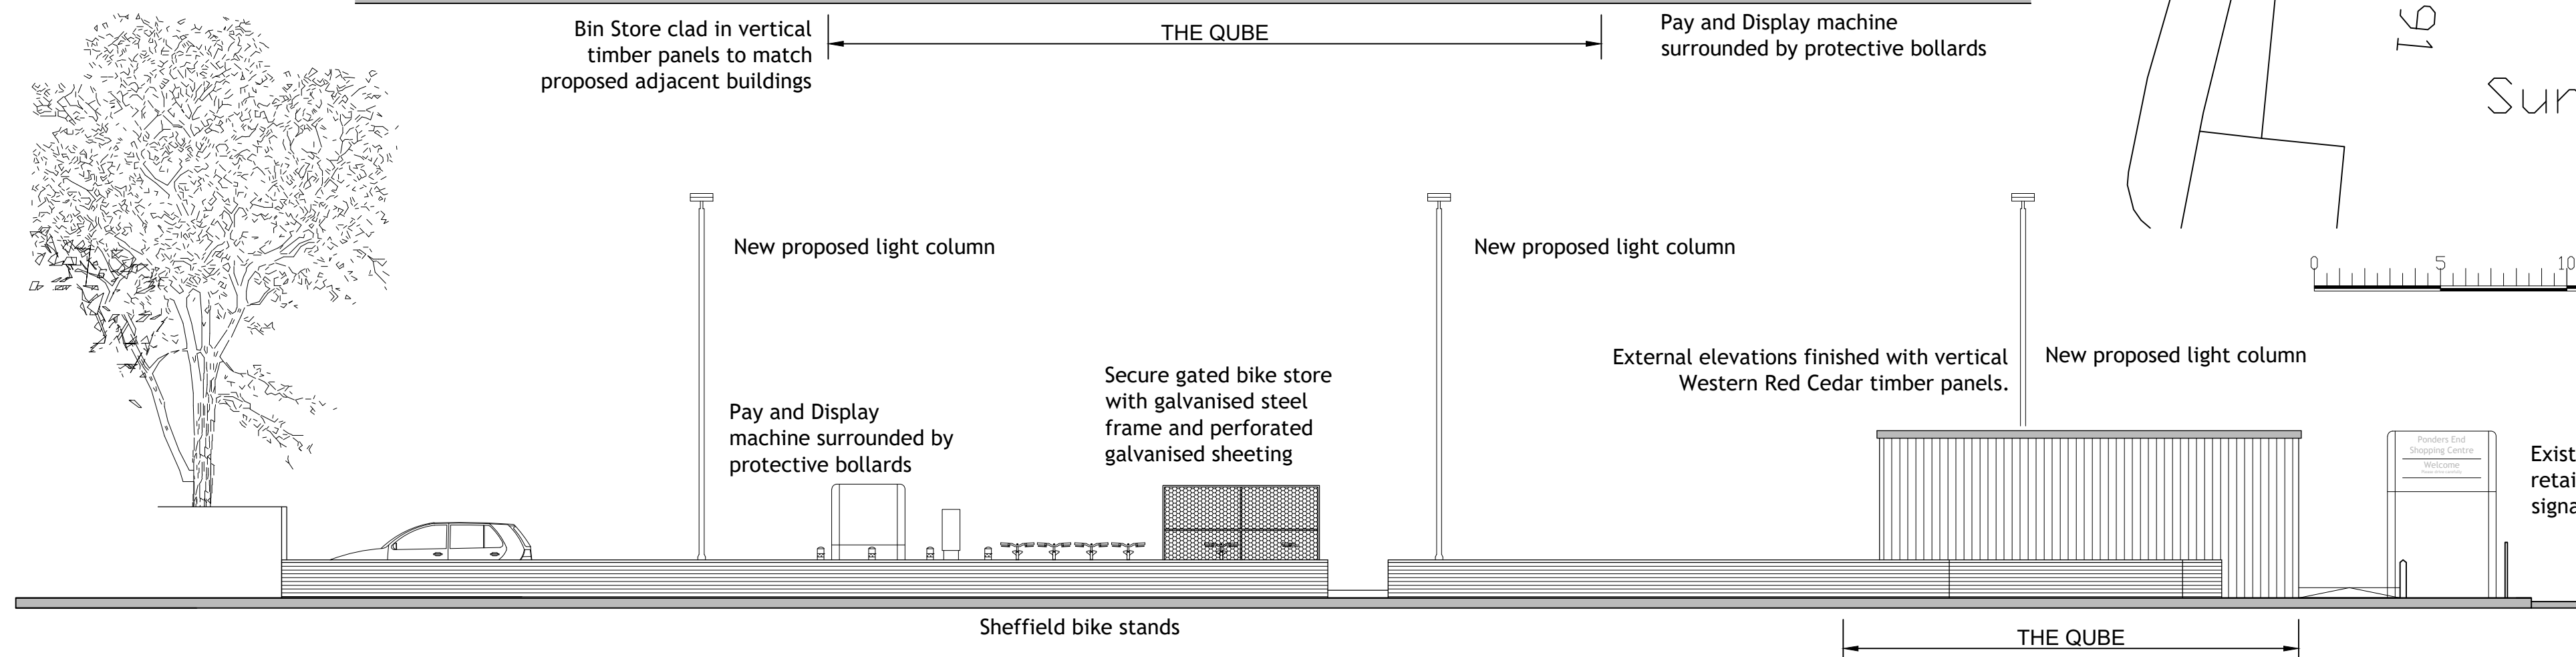 Bin Store clad in vertical
timber panels to match
proposed adjacent buildings
THE QUBE
Pay and Display machine
surrounded by protective bollards
16
Sur
New proposed light column
New proposed light column
0 5 10
External elevations finished with vertical
Western Red Cedar timber panels.
New proposed light column
Secure gated bike store
with galvanised steel
frame and perforated
galvanised sheeting
Pay and Display
machine surrounded by
protective bollards
Ponders End
Shopping Centre
Welcome
Please drive carefully
Exist
retai
signa
Sheffield bike stands
THE QUBE